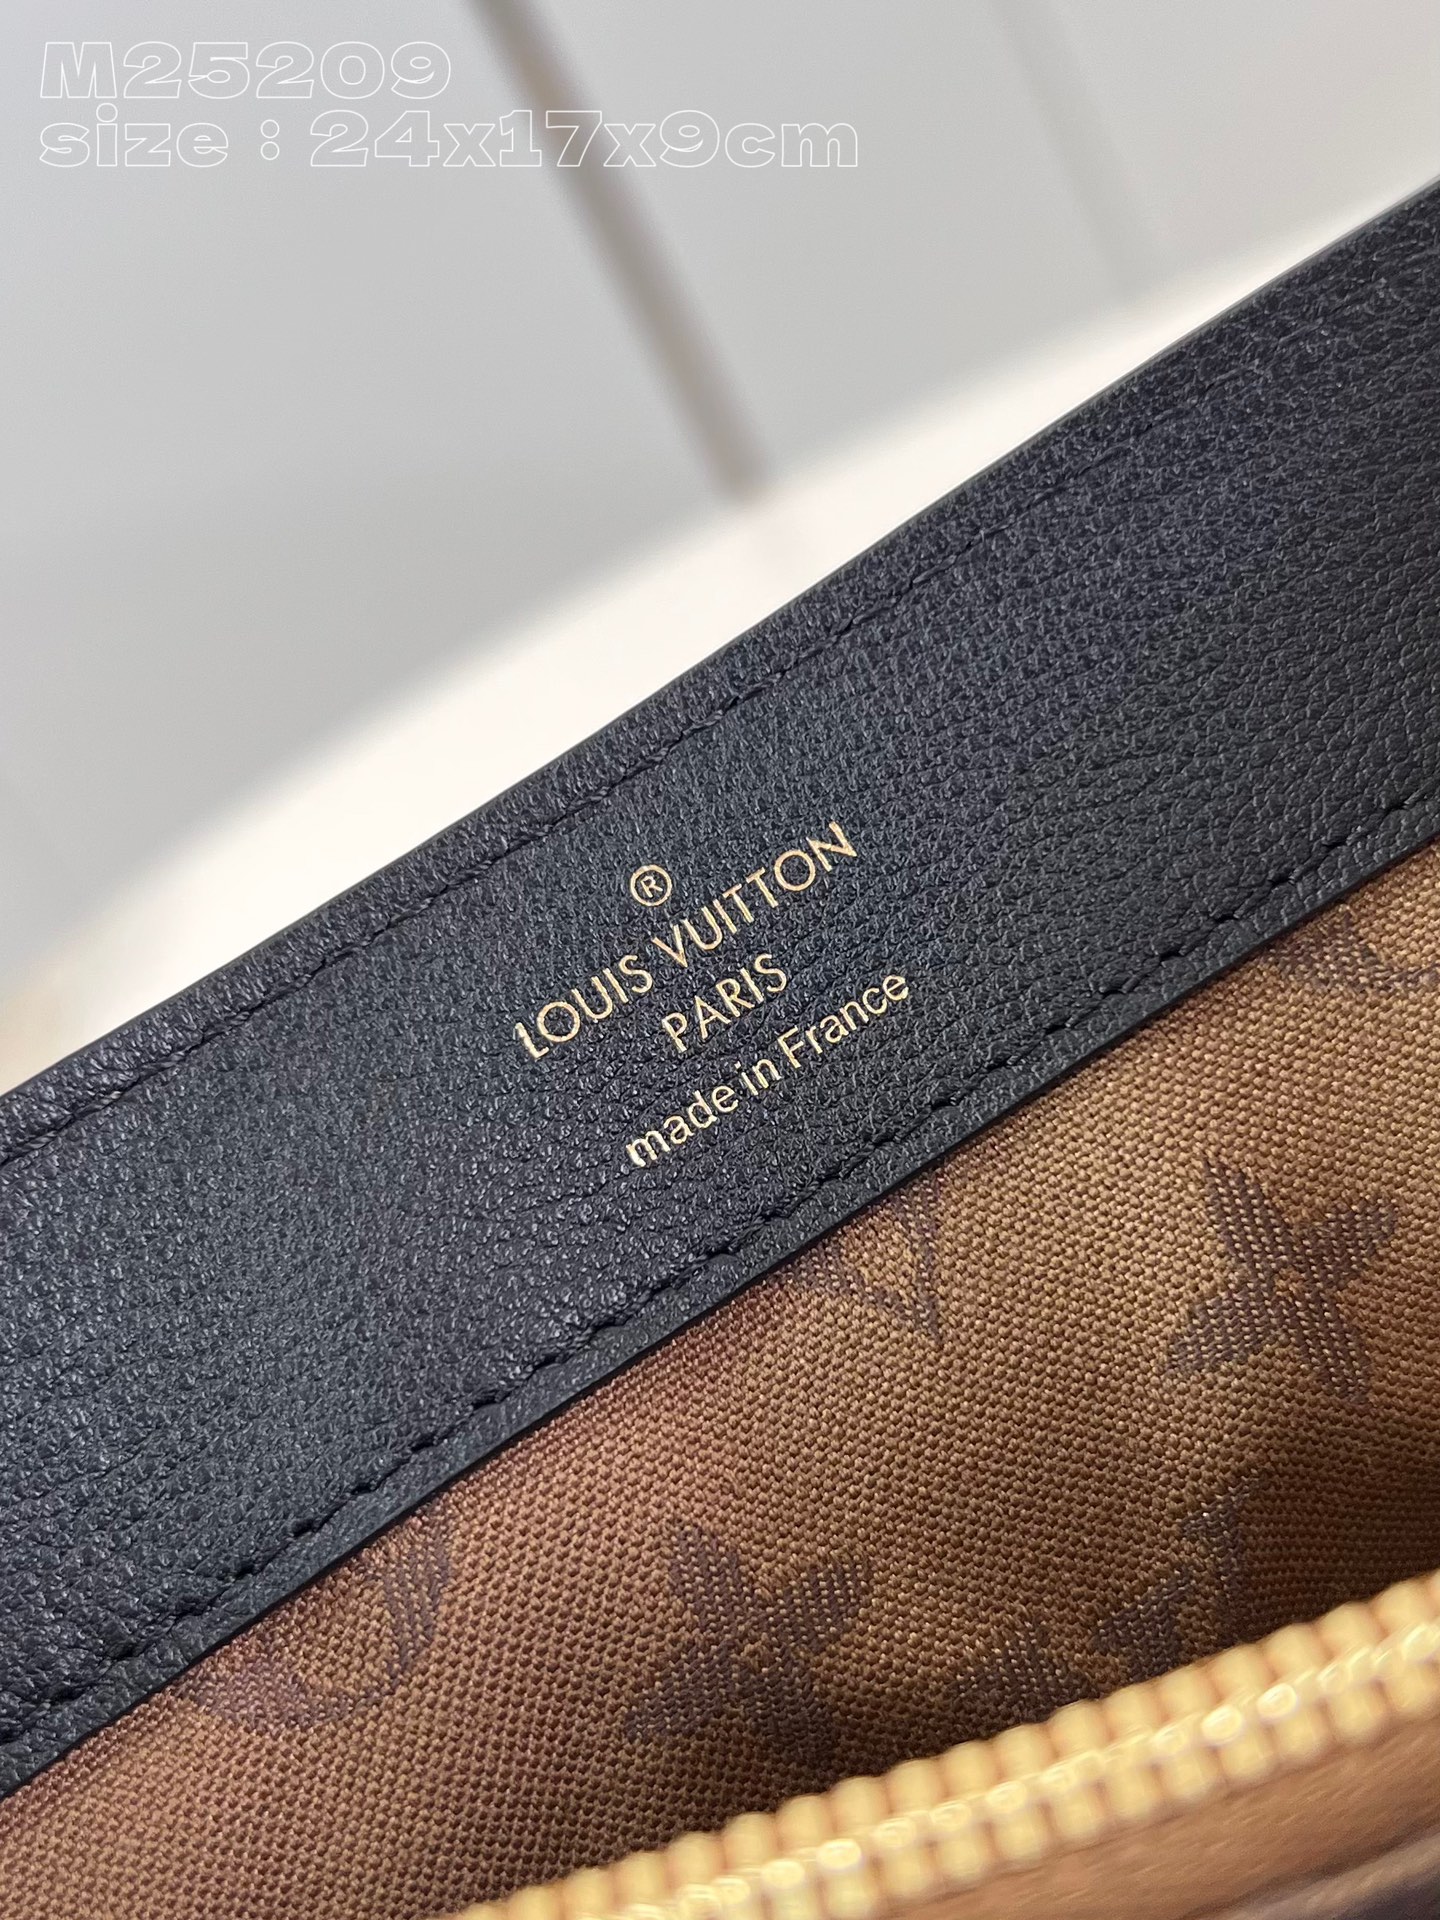 M25209
size : 24x17x9cm
®
LOUIS VUITTON
PARIS
made in France